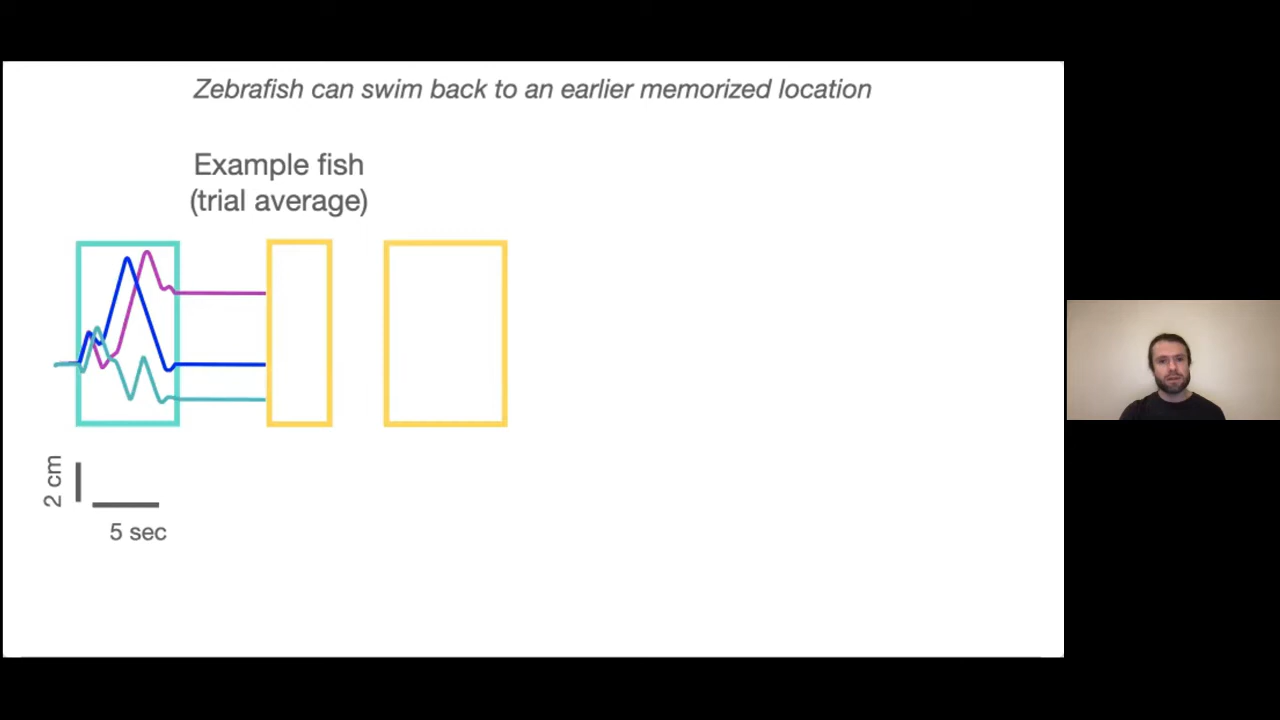 Zebrafish can swim back to an earlier memorized location
Example fish
(trial average)
2 cm
5 sec